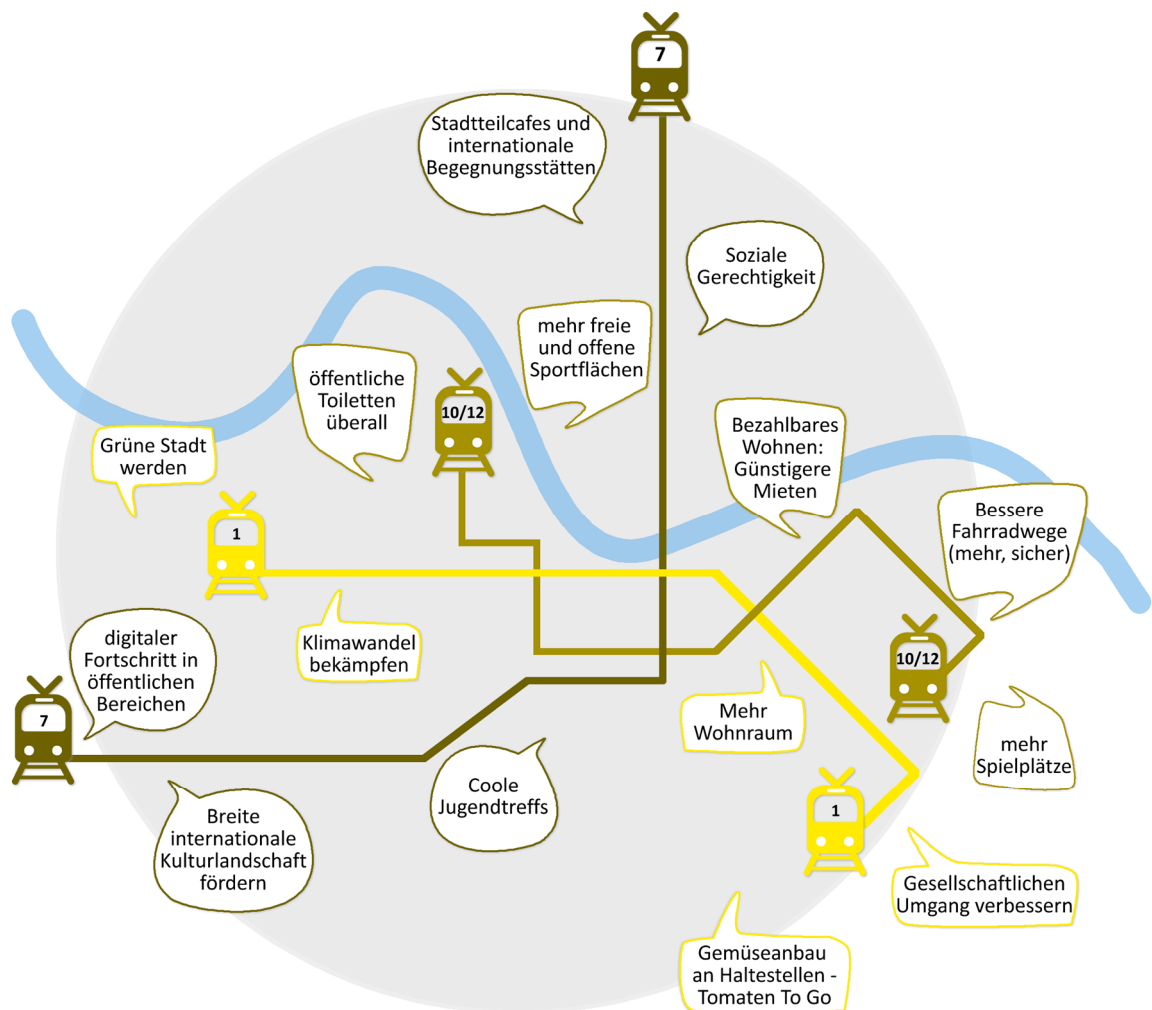 7
Stadtteilcafes und
internationale
Begegnungsstätten
Soziale
Gerechtigkeit
mehr freie
und offene
Sportflächen
öffentliche
Toiletten
überall
10/12
Bezahlbares
Wohnen:
Günstigere
Mieten
Grüne Stadt
werden
Bessere
Fahrradwege
(mehr, sicher)
1
Klimawandel
bekämpfen
digitaler
Fortschritt in
öffentlichen
Bereichen
10/12
7
Mehr
Wohnraum
mehr
Spielplätze
Coole
Jugendtreffs
1
Breite
internationale
Kulturlandschaft
fördern
Gesellschaftlichen
Umgang verbessern
Gemüseanbau
an Haltestellen -
Tomaten To Go